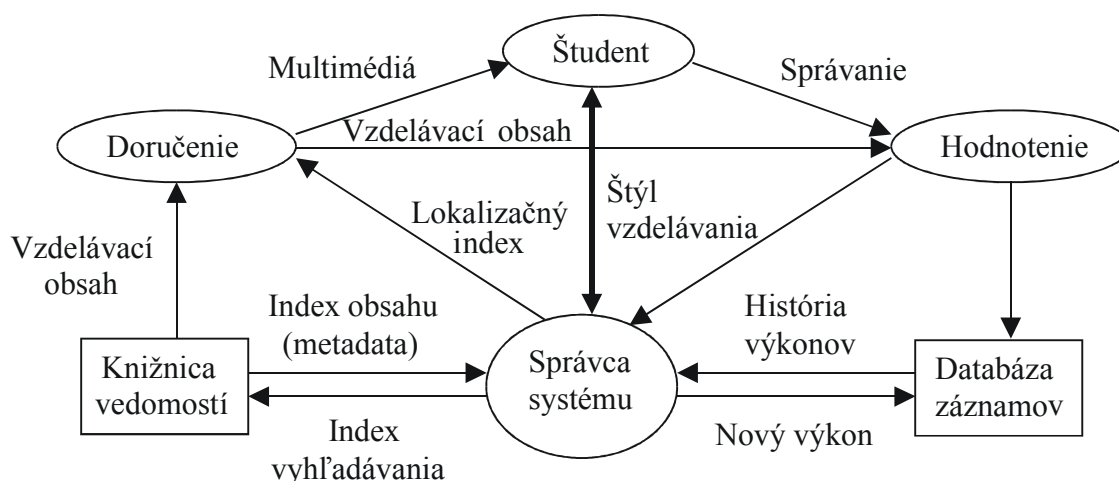 Študent
Multimédiá
Správanie
Doručenie
Vzdelávací obsah
Hodnotenie
Štýl
vzdelávania
Lokalizačný
index
Vzdelávací
obsah
Index obsahu
(metadata)
História
výkonov
Knižnica
vedomostí
Správca
systému
Databáza
záznamov
Index
vyhľadávania
Nový výkon